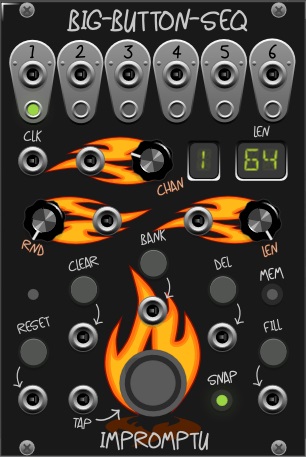 BIG-BUTTON-SEQ
1 2 3 4 5 6
CLK
LEN
1
64
CHAN
RND
LEN
BANK
CLEAR
DEL
MEM
RESET
FILL
SNAP
TAP
IMPROMPTU